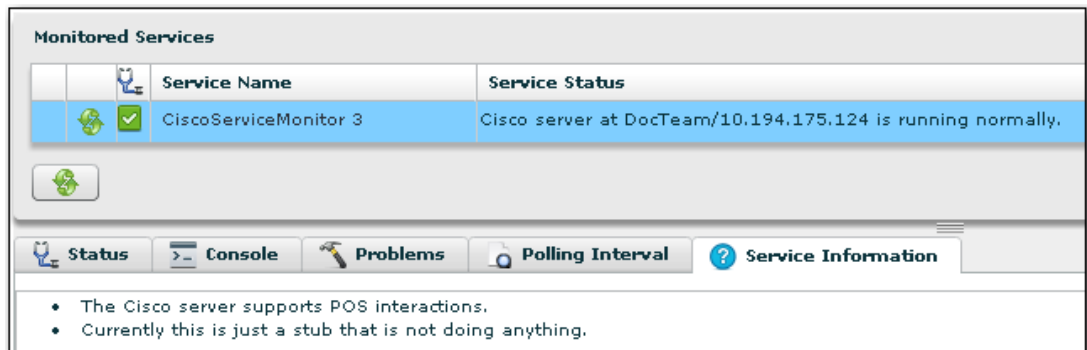 Monitored Services
Service Name Service Status
CiscoServiceMonitor 3 Cisco server at DocTeam/10.194.175.124 is running normally.
Status Console Problems Polling Interval Service Information
• The Cisco server supports POS interactions.
• Currently this is just a stub that is not doing anything.